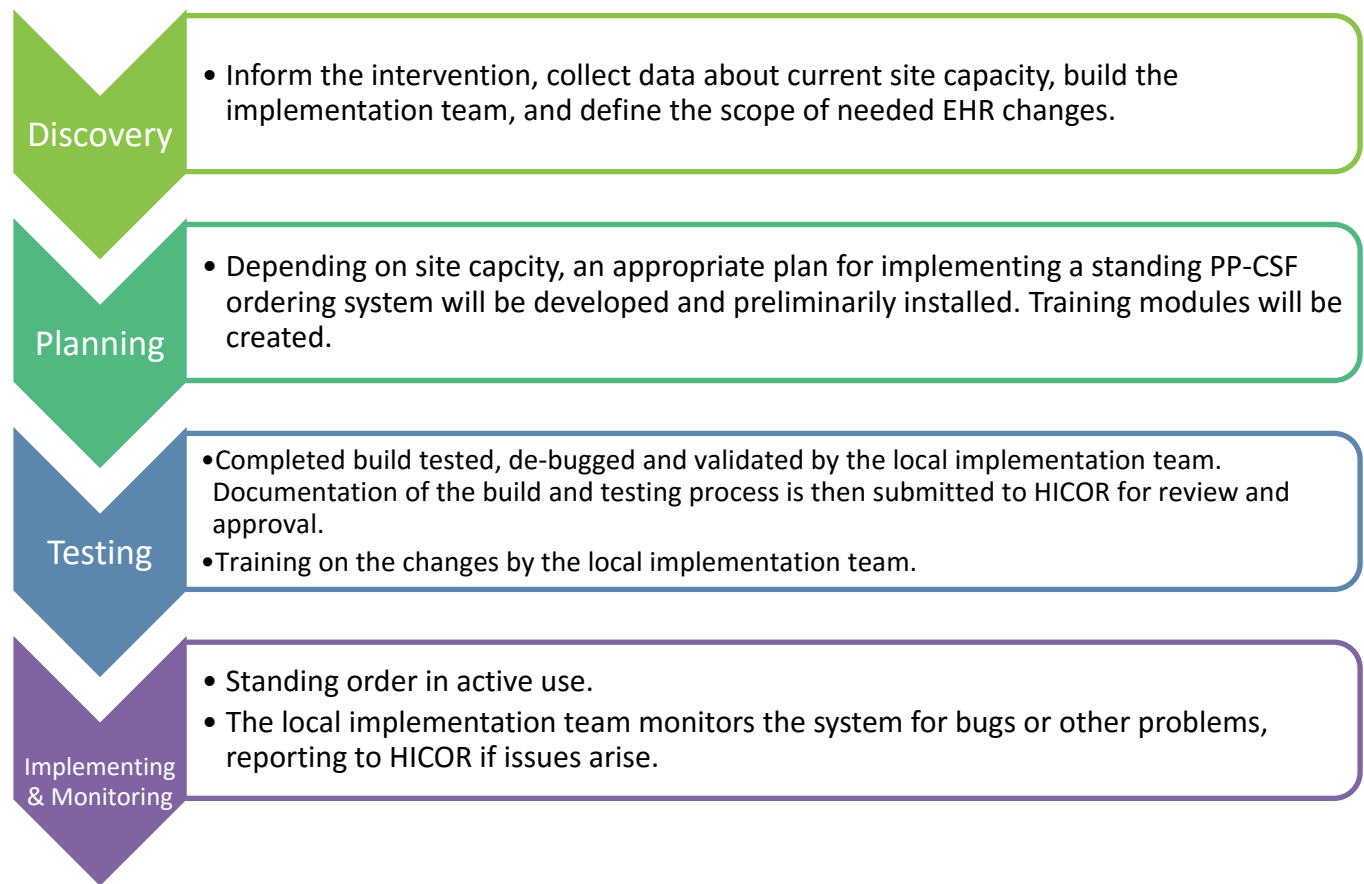 Discovery
• Inform the intervention, collect data about current site capacity, build the
implementation team, and define the scope of needed EHR changes.
Planning
• Depending on site capcity, an appropriate plan for implementing a standing PP-CSF
ordering system will be developed and preliminarily installed. Training modules will be
created.
Testing
•Completed build tested, de-bugged and validated by the local implementation team.
Documentation of the build and testing process is then submitted to HICOR for review and
approval.
•Training on the changes by the local implementation team.
Implementing
& Monitoring
• Standing order in active use.
• The local implementation team monitors the system for bugs or other problems,
reporting to HICOR if issues arise.